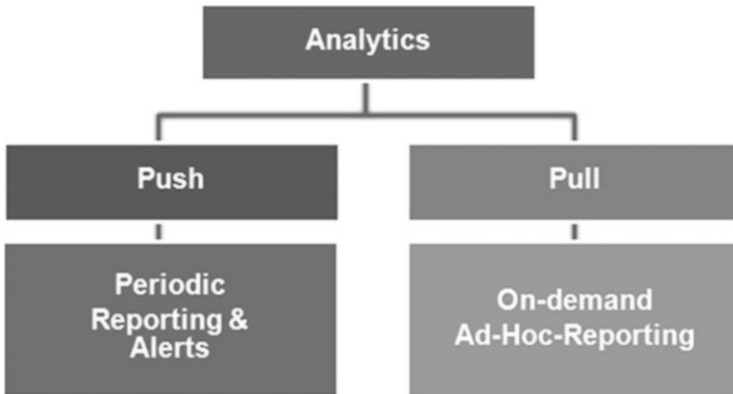 Analytics
Push
Pull
Periodic
Reporting &
Alerts
On-demand
Ad-Hoc-Reporting